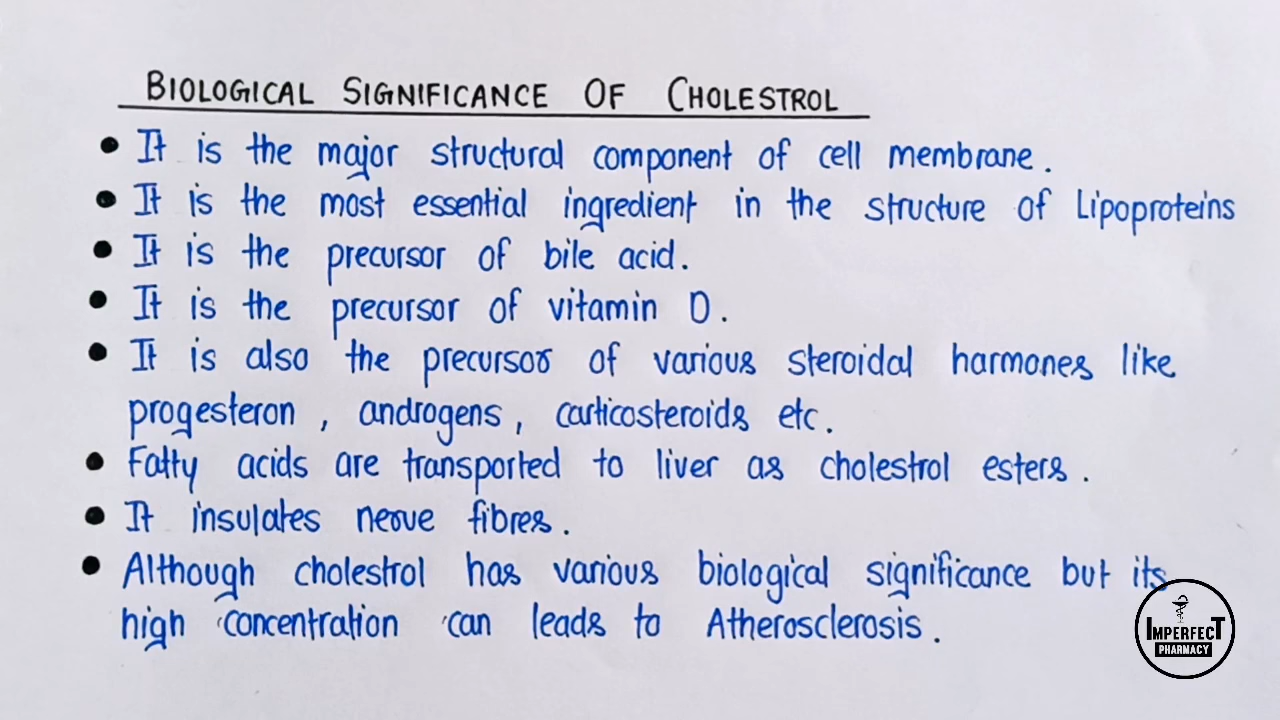 BIOLOGICAL SIGNIFICANCE OF CHOLESTROL
• It is the major structural component of cell membrane.
• It is the most essential ingredient in the structure of Lipoproteins
• It is the precursor of bile acid.
• It is the precursor of vitamin D.
• It is also the precursor of various steroidal harmones like
progesteron, androgens, carticosteroids etc.
• Fatty acids are transported to liver as cholestrol esters.
• It insulates nerve fibres.
• Although cholestrol has various biological significance but its
high concentration can leads to Atherosclerosis.
IMPERFECT
PHARMACY